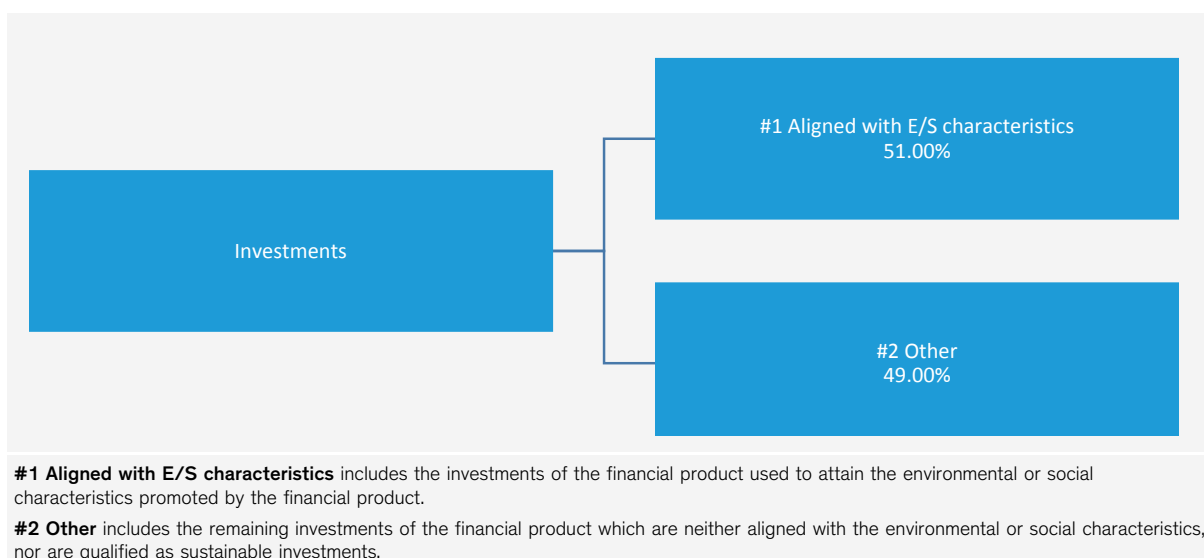 #1 Aligned with E/S characteristics
51.00%
Investments
#2 Other
49.00%
#1 Aligned with E/S characteristics includes the investments of the financial product used to attain the environmental or social
characteristics promoted by the financial product.
#2 Other includes the remaining investments of the financial product which are neither aligned with the environmental or social characteristics,
nor are qualified as sustainable investments.